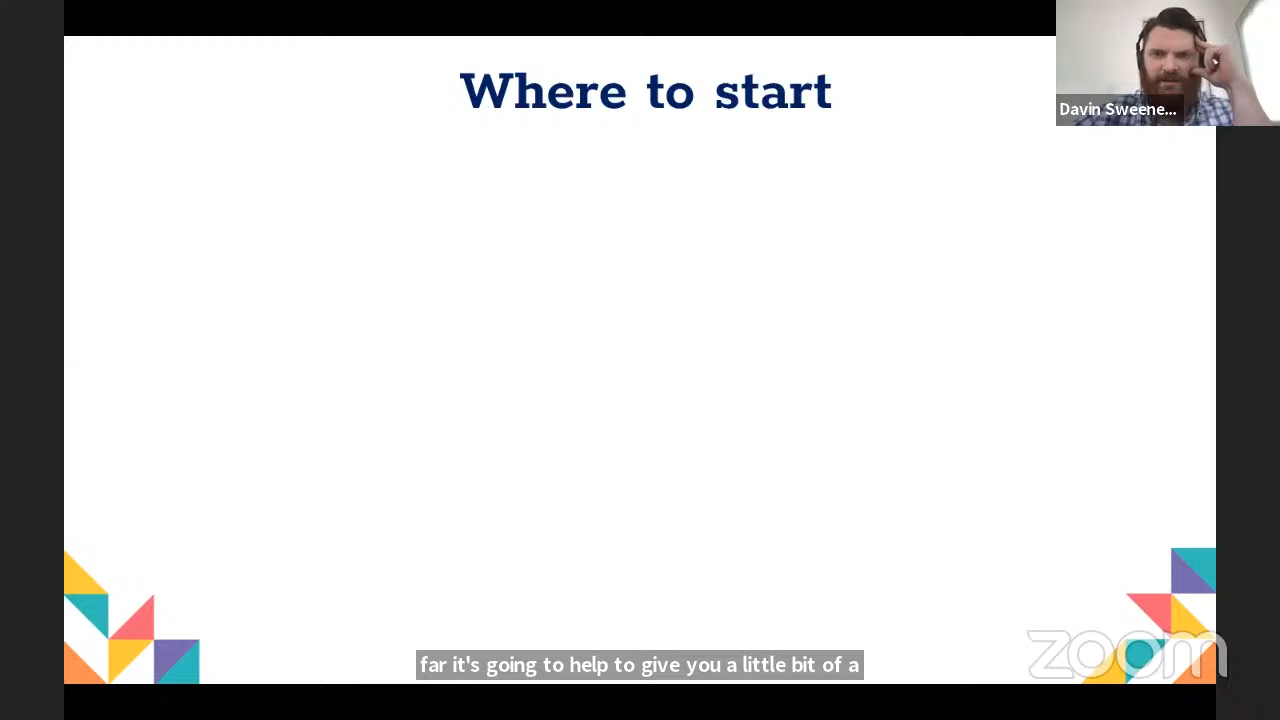 Where to start
Davin Sweene...
far it's going to help to give you a little bit of a
zoom